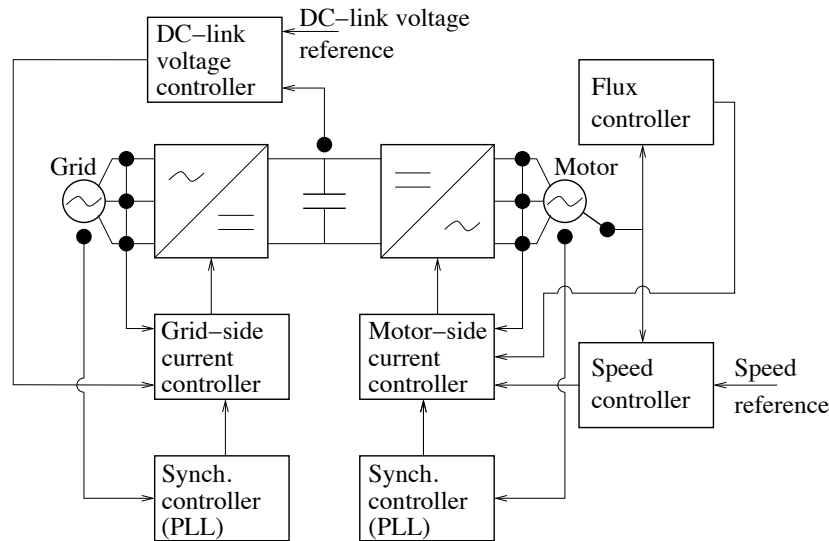 DC−link
voltage
controller
DC−link voltage
reference
Flux
controller
Grid
Motor
Grid−side
current
controller
Motor−side
current
controller
Speed
controller
Speed
reference
Synch.
controller
(PLL)
Synch.
controller
(PLL)